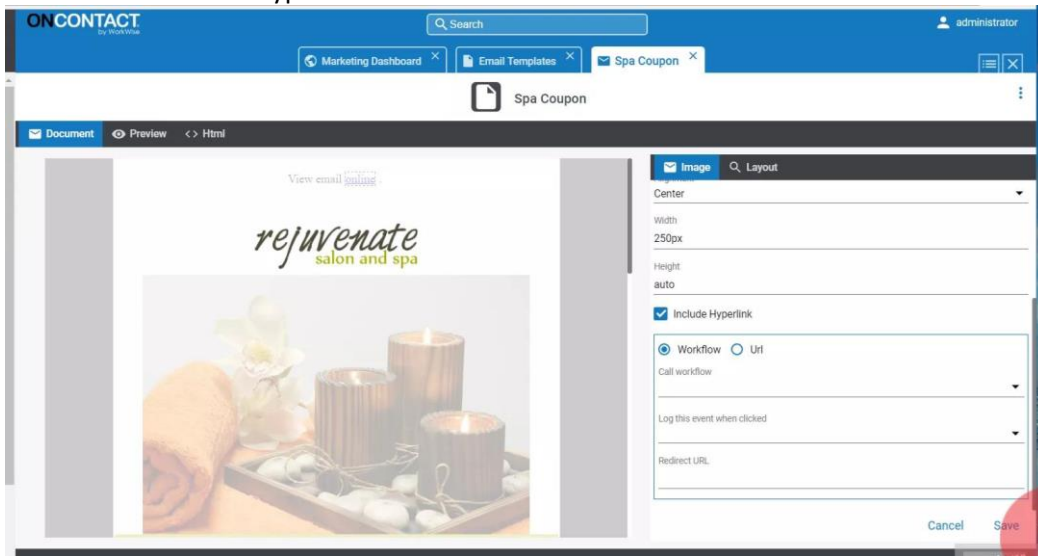 ONCONTACT
by WorkWise
Search
administrator
Marketing Dashboard ×
Email Templates ×
Spa Coupon ×
Spa Coupon
Document
Preview
<> Html
View email online .
rejuvenate
salon and spa
Image
Layout
Center
Width
250px
Height
auto
Include Hyperlink
Workflow
Url
Call workflow
Log this event when clicked
Redirect URL
Cancel
Save